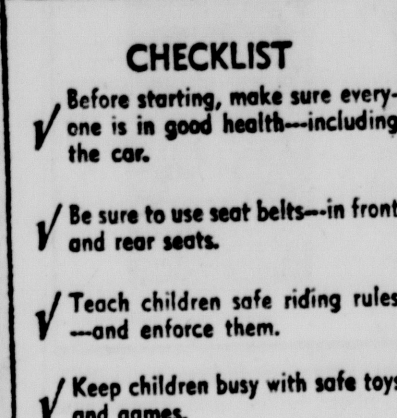 CHECKLIST
Before starting, make sure every-
one is in good health—including
the car.
Be sure to use seat belts—in front
and rear seats.
Teach children safe riding rules
—and enforce them.
Keep children busy with safe toys
and games.